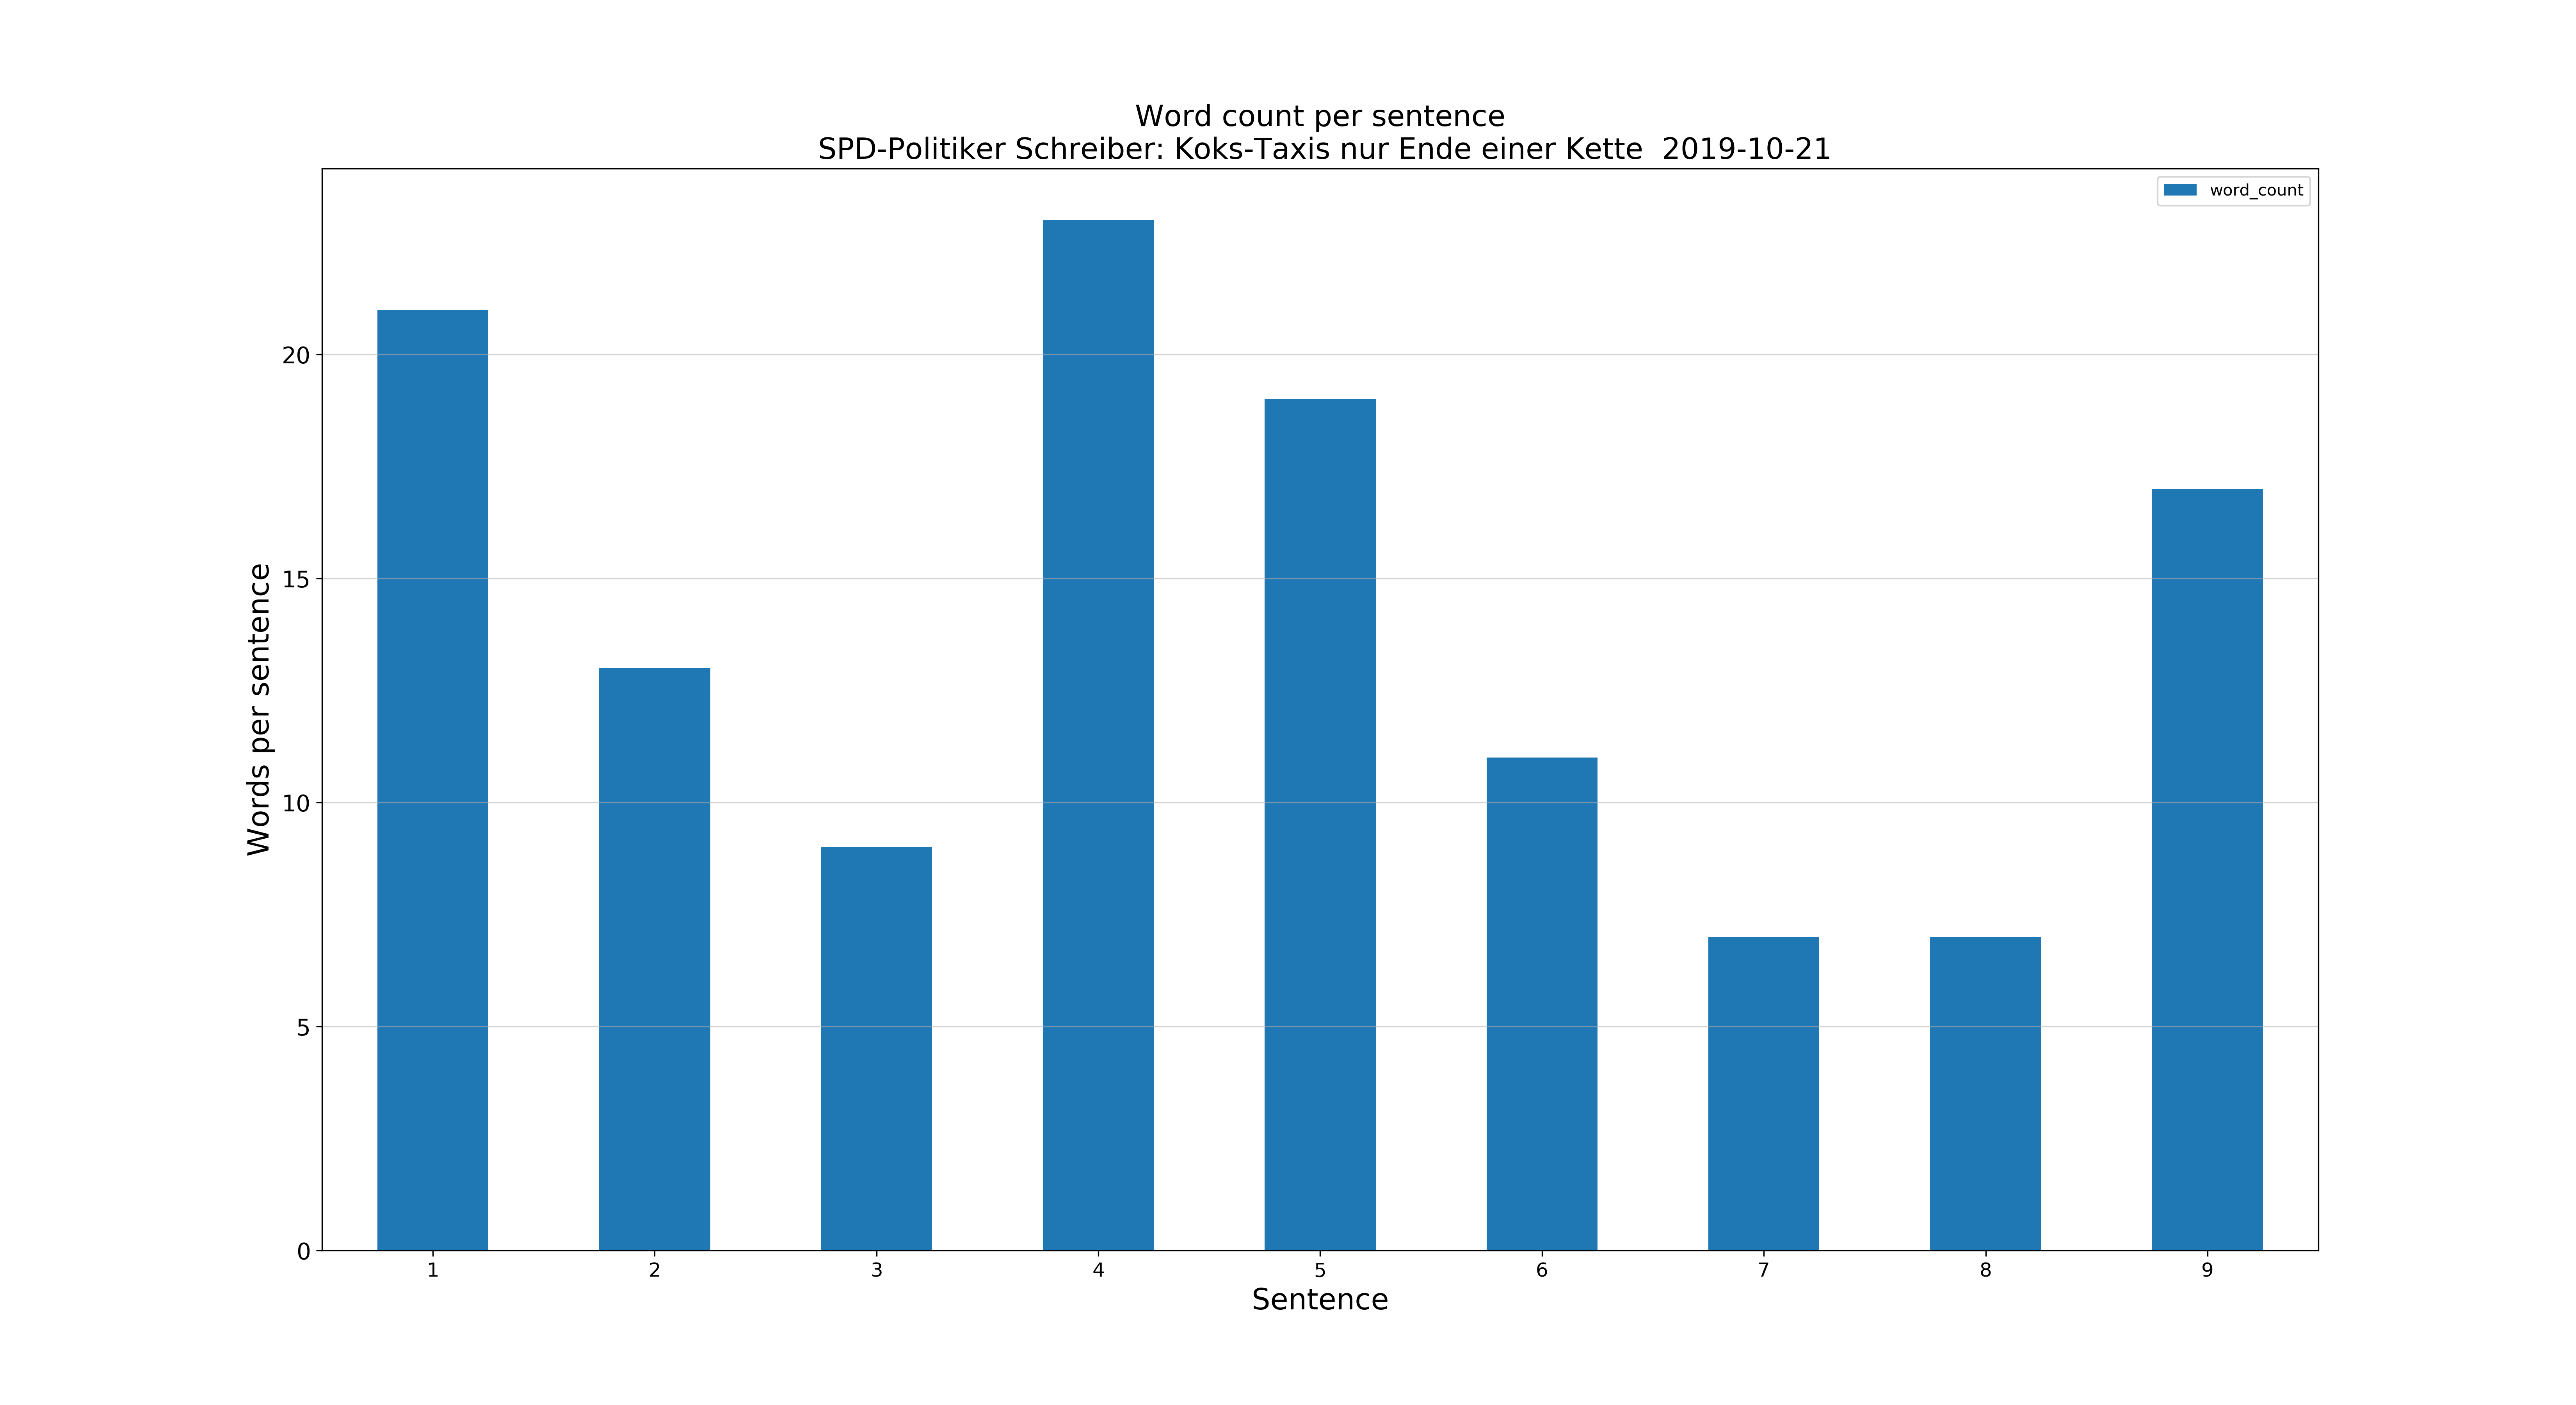 Word count per sentence
SPD-Politiker Schreiber: Koks-Taxis nur Ende einer Kette  2019-10-21
word_count
20
15
10
5
0
Words per sentence
1 2 3 4 5 6 7 8 9
Sentence